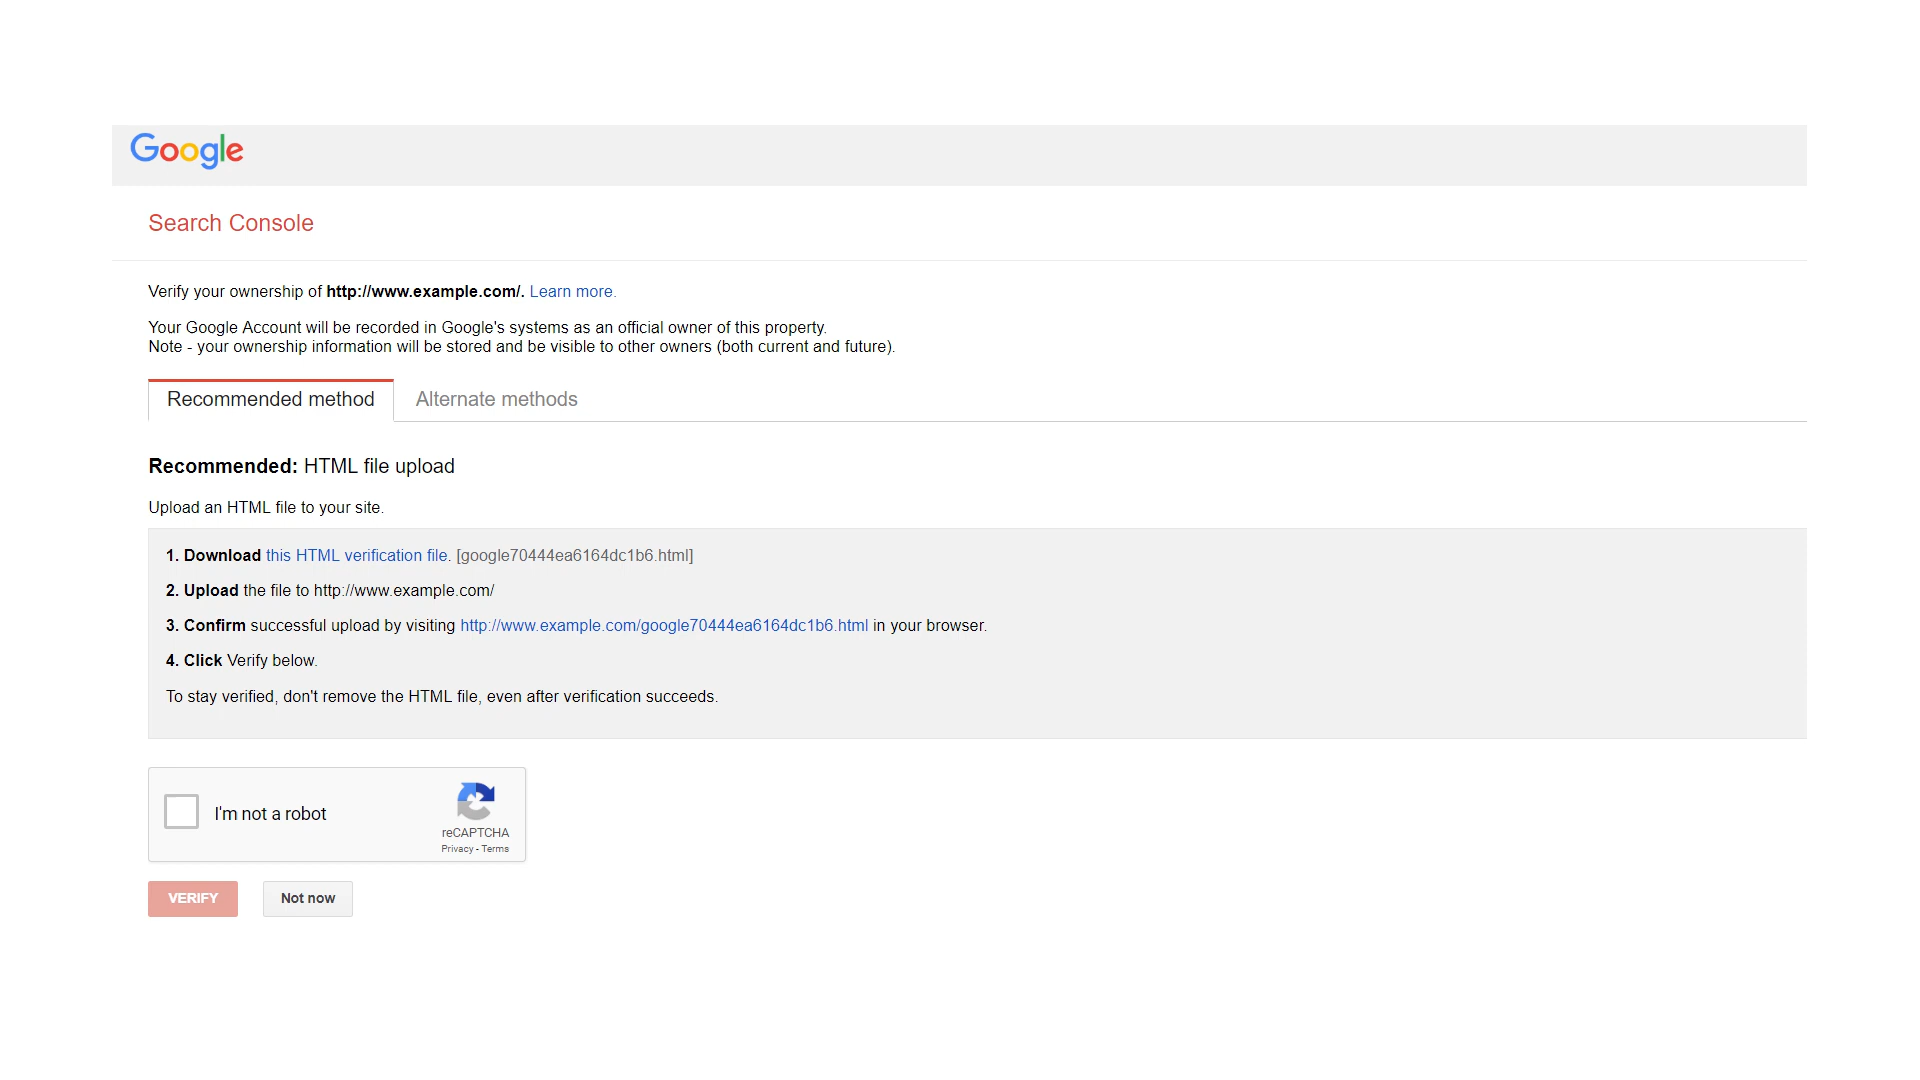 Google
Search Console
Verify your ownership of http://www.example.com/. Learn more.
Your Google Account will be recorded in Google's systems as an official owner of this property.
Note - your ownership information will be stored and be visible to other owners (both current and future).
Recommended method Alternate methods
Recommended: HTML file upload
Upload an HTML file to your site.
1. Download this HTML verification file. [google70444ea6164dc1b6.html]
2. Upload the file to http://www.example.com/
3. Confirm successful upload by visiting http://www.example.com/google70444ea6164dc1b6.html in your browser.
4. Click Verify below.
To stay verified, don't remove the HTML file, even after verification succeeds.
I'm not a robot
reCAPTCHA
Privacy - Terms
VERIFY Not now